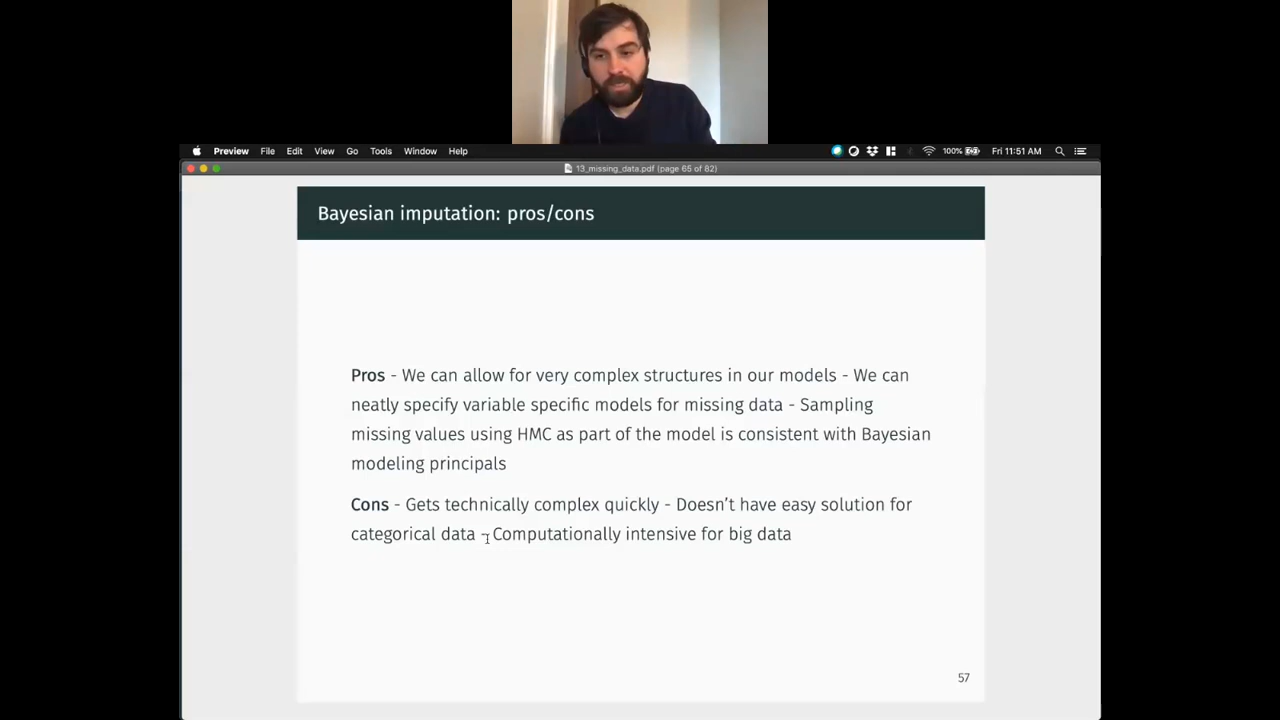 Preview File Edit View Go Tools Window Help 100% Fri 11:51 AM
13_missing_data.pdf (page 65 of 82)
Bayesian imputation: pros/cons
Pros - We can allow for very complex structures in our models - We can
neatly specify variable specific models for missing data - Sampling
missing values using HMC as part of the model is consistent with Bayesian
modeling principals
Cons - Gets technically complex quickly - Doesn't have easy solution for
categorical data - Computationally intensive for big data
57